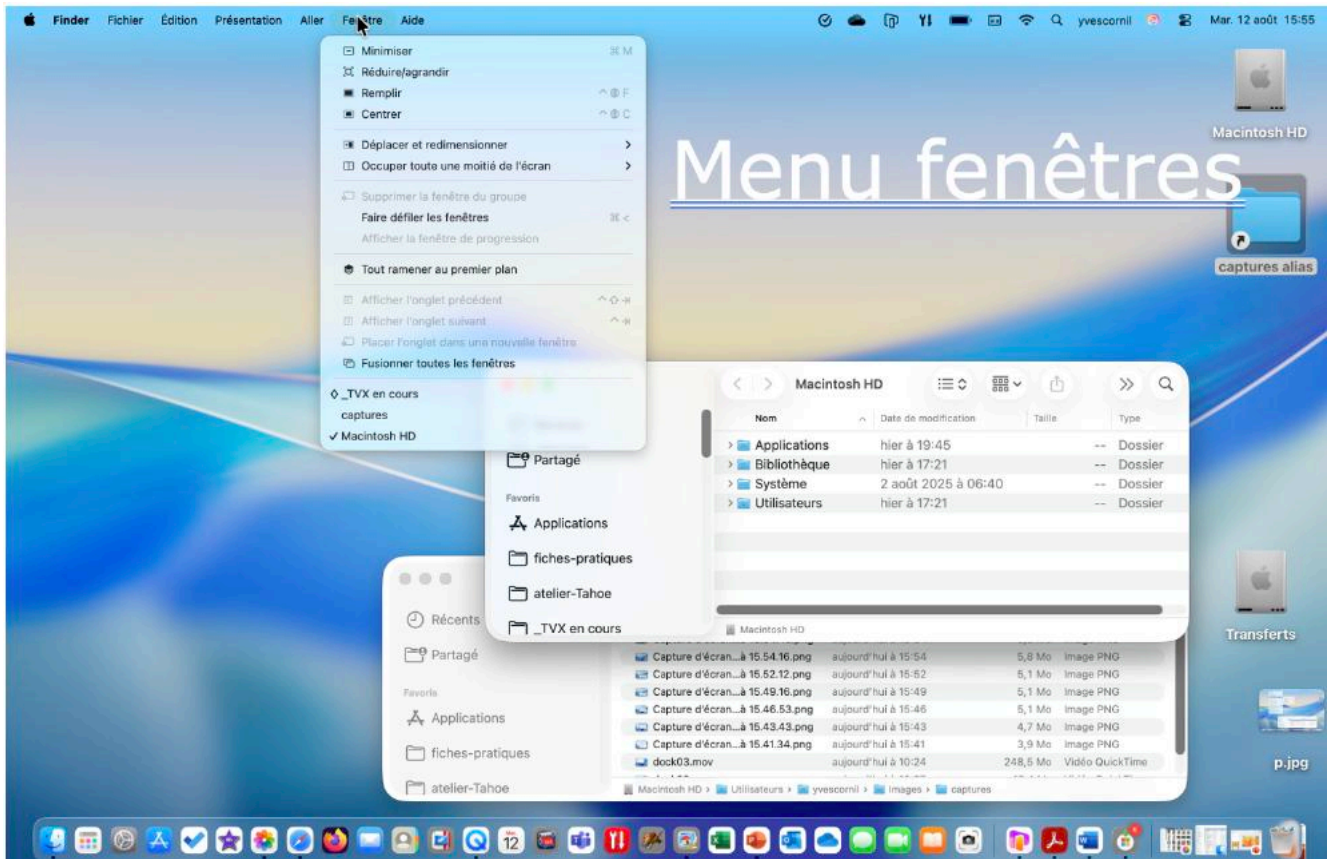 Finder Fichier Édition Présentation Aller Fenêtre Aide yvescornil Mar. 12 août 15:55
Minimiser ⌘ M
Réduire/agrandir
Remplir
Centrer
Déplacer et redimensionner
Occuper toute une moitié de l'écran
Supprimer la fenêtre du groupe
Faire défiler les fenêtres ⌘ <
Afficher la fenêtre de progression
Tout ramener au premier plan
Afficher l'onglet précédent
Afficher l'onglet suivant
Placer l'onglet dans une nouvelle fenêtre
Fusionner toutes les fenêtres
_TVX en cours
captures
✓ Macintosh HD
Menu fenêtres
Macintosh HD
captures alias
Macintosh HD
Nom Date de modification Taille Type
Applications hier à 19:45 -- Dossier
Bibliothèque hier à 17:21 -- Dossier
Système 2 août 2025 à 06:40 -- Dossier
Utilisateurs hier à 17:21 -- Dossier
Partagé
Favoris
Applications
fiches-pratiques
atelier-Tahoe
_TVX en cours
Macintosh HD
Récents
Partagé
Favoris
Applications
fiches-pratiques
atelier-Tahoe
Capture d'écran...à 15.54.16.png aujourd'hui à 15:54 5,8 Mo Image PNG
Capture d'écran...à 15.52.12.png aujourd'hui à 15:52 5,1 Mo Image PNG
Capture d'écran...à 15.49.16.png aujourd'hui à 15:49 5,1 Mo Image PNG
Capture d'écran...à 15.46.53.png aujourd'hui à 15:46 5,1 Mo Image PNG
Capture d'écran...à 15.43.43.png aujourd'hui à 15:43 4,7 Mo Image PNG
Capture d'écran...à 15.41.34.png aujourd'hui à 15:41 3,9 Mo Image PNG
dock03.mov aujourd'hui à 10:24 248,5 Mo Vidéo QuickTime
Macintosh HD › Utilisateurs › yvescornil › Images › captures
Transferts
p.jpg
12